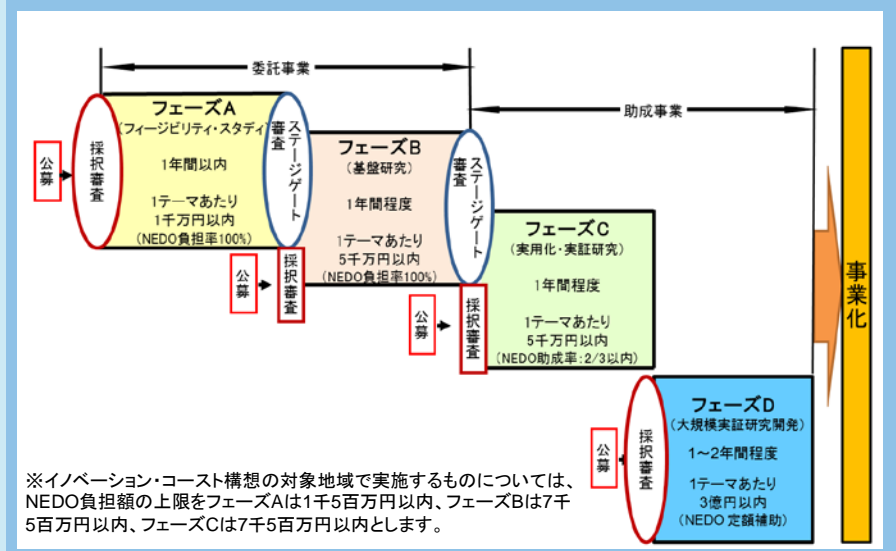 委託事業
助成事業
公募
採択審査
フェーズA
(フィージビリティ・スタディ)
1年間以内
1テーマあたり
1千万円以内
(NEDO負担率100%)
ステージゲート
審査
公募
採択審査
フェーズB
(基盤研究)
1年間程度
1テーマあたり
5千万円以内
(NEDO負担率100%)
ステージゲート
審査
公募
採択審査
フェーズC
(実用化・実証研究)
1年間程度
1テーマあたり
5千万円以内
(NEDO助成率:2/3以内)
公募
採択審査
フェーズD
(大規模実証研究開発)
1~2年間程度
1テーマあたり
3億円以内
(NEDO 定額補助)
事業化
※イノベーション・コースト構想の対象地域で実施するものについては、
NEDO負担額の上限をフェーズAは1千5百万円以内、フェーズBは7千
5百万円以内、フェーズCは7千5百万円以内とします。